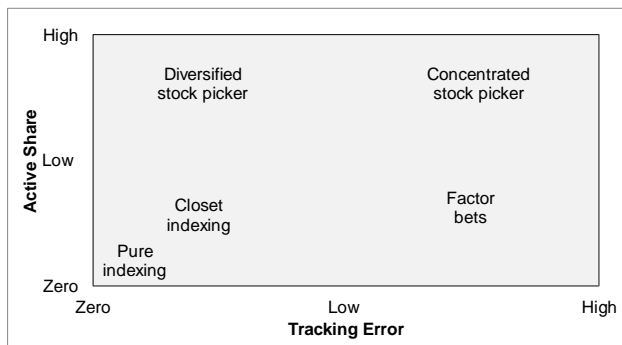 High
Diversified
stock picker
Concentrated
stock picker
Active Share
Low
Closet
indexing
Factor
bets
Pure
indexing
Zero
Zero
Low
High
Tracking Error